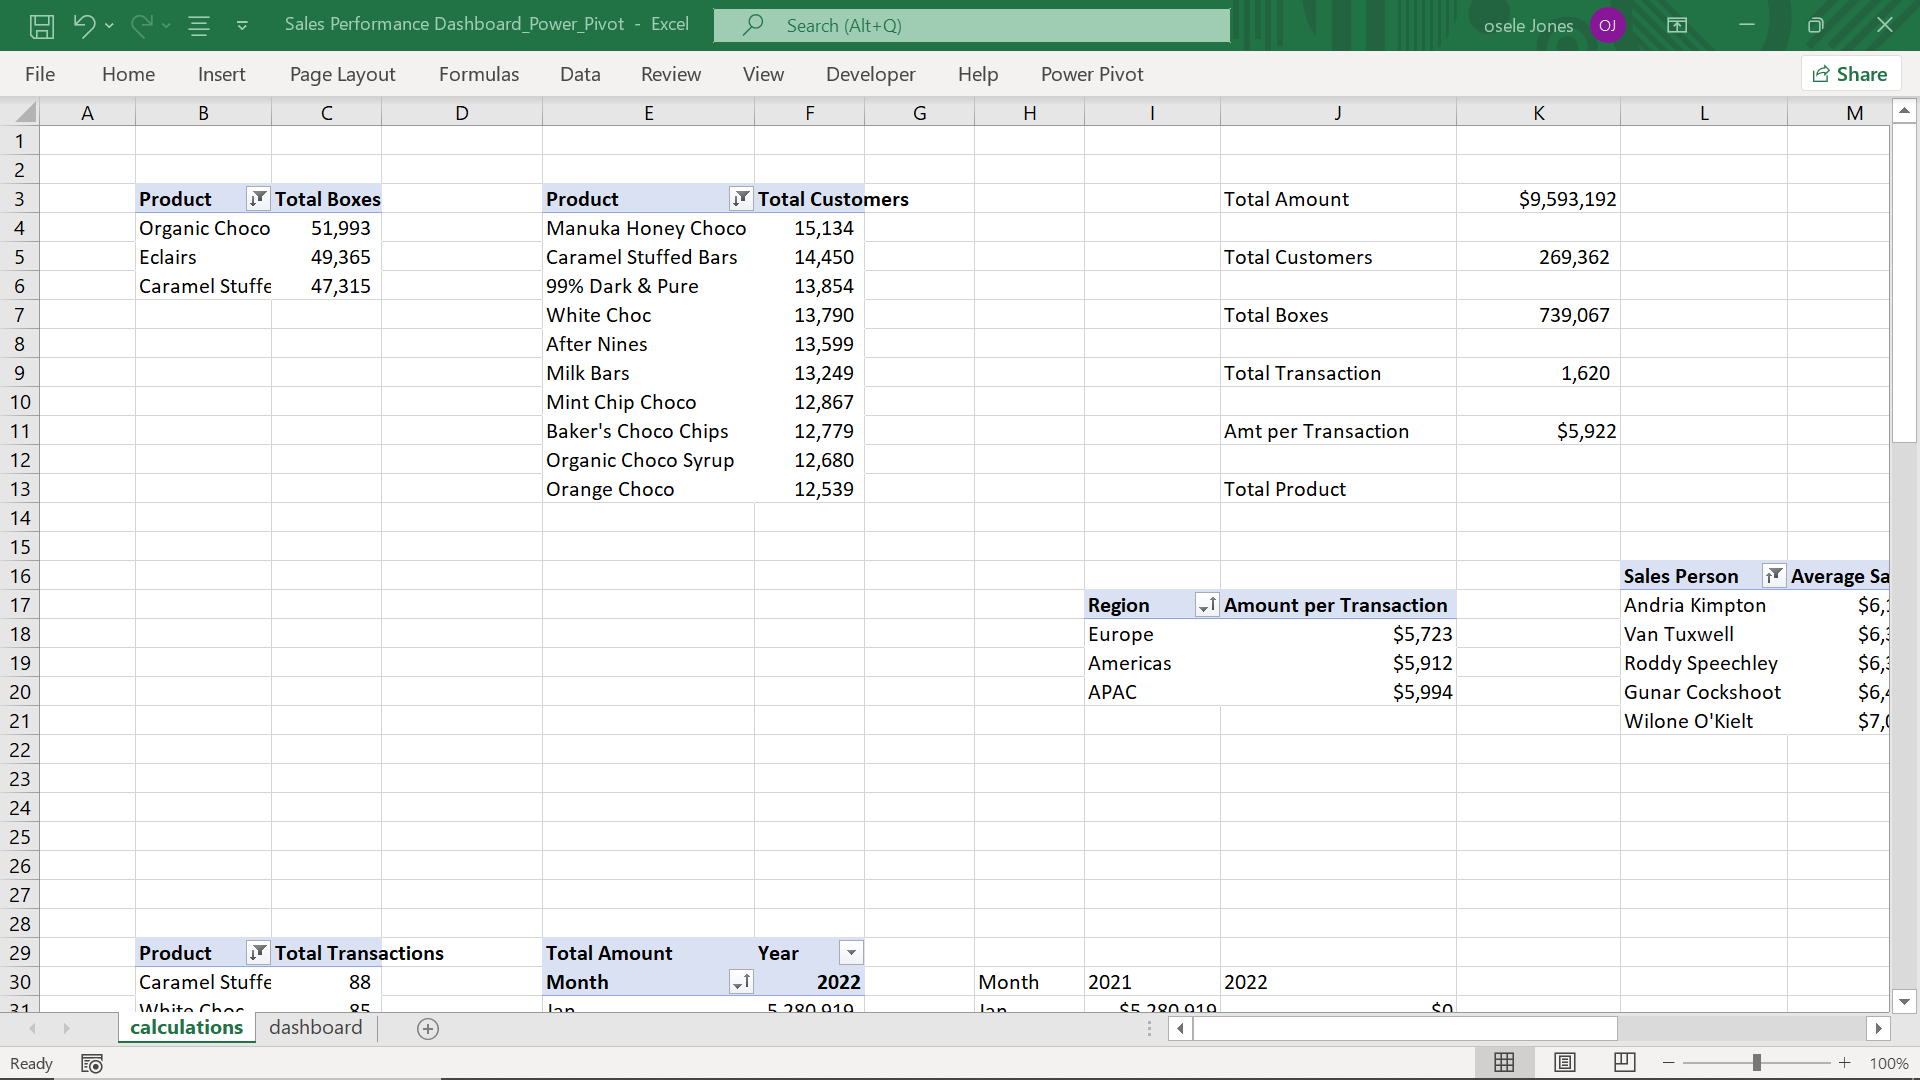 Sales Performance Dashboard_Power_Pivot - Excel
Search (Alt+Q)
osele Jones OJ
File Home Insert Page Layout Formulas Data Review View Developer Help Power Pivot Share
A B C D E F G H I J K L M
1
2
3 Product Total Boxes Product Total Customers Total Amount $9,593,192
4 Organic Choco 51,993 Manuka Honey Choco 15,134
5 Eclairs 49,365 Caramel Stuffed Bars 14,450 Total Customers 269,362
6 Caramel Stuffe 47,315 99% Dark & Pure 13,854
7 White Choc 13,790 Total Boxes 739,067
8 After Nines 13,599
9 Milk Bars 13,249 Total Transaction 1,620
10 Mint Chip Choco 12,867
11 Baker's Choco Chips 12,779 Amt per Transaction $5,922
12 Organic Choco Syrup 12,680
13 Orange Choco 12,539 Total Product
14
15
16 Sales Person Average Sa
17 Region Amount per Transaction Andria Kimpton $6,
18 Europe $5,723 Van Tuxwell $6,
19 Americas $5,912 Roddy Speechley $6,
20 APAC $5,994 Gunar Cockshoot $6,
21 Wilone O'Kielt $7,
22
23
24
25
26
27
28
29 Product Total Transactions Total Amount Year
30 Caramel Stuffe 88 Month 2022 Month 2021 2022
31 White Choc 85 Jan 5,280,919 Jan $5,280,919 $0
calculations dashboard
Ready 100%